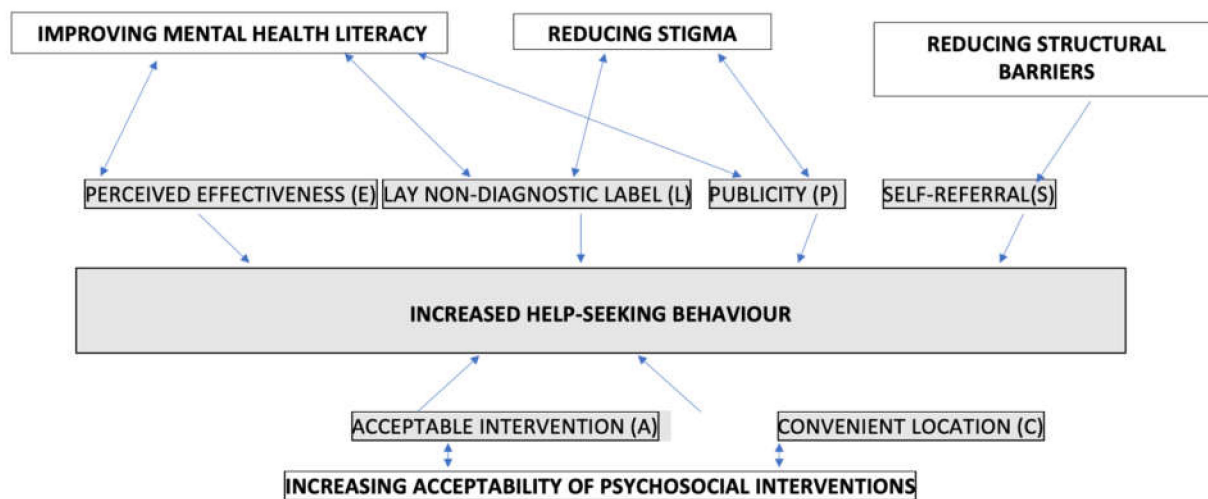 IMPROVING MENTAL HEALTH LITERACY
REDUCING STIGMA
REDUCING STRUCTURAL
BARRIERS
PERCEIVED EFFECTIVENESS (E)
LAY NON-DIAGNOSTIC LABEL (L)
PUBLICITY (P)
SELF-REFERRAL(S)
INCREASED HELP-SEEKING BEHAVIOUR
ACCEPTABLE INTERVENTION (A)
CONVENIENT LOCATION (C)
INCREASING ACCEPTABILITY OF PSYCHOSOCIAL INTERVENTIONS